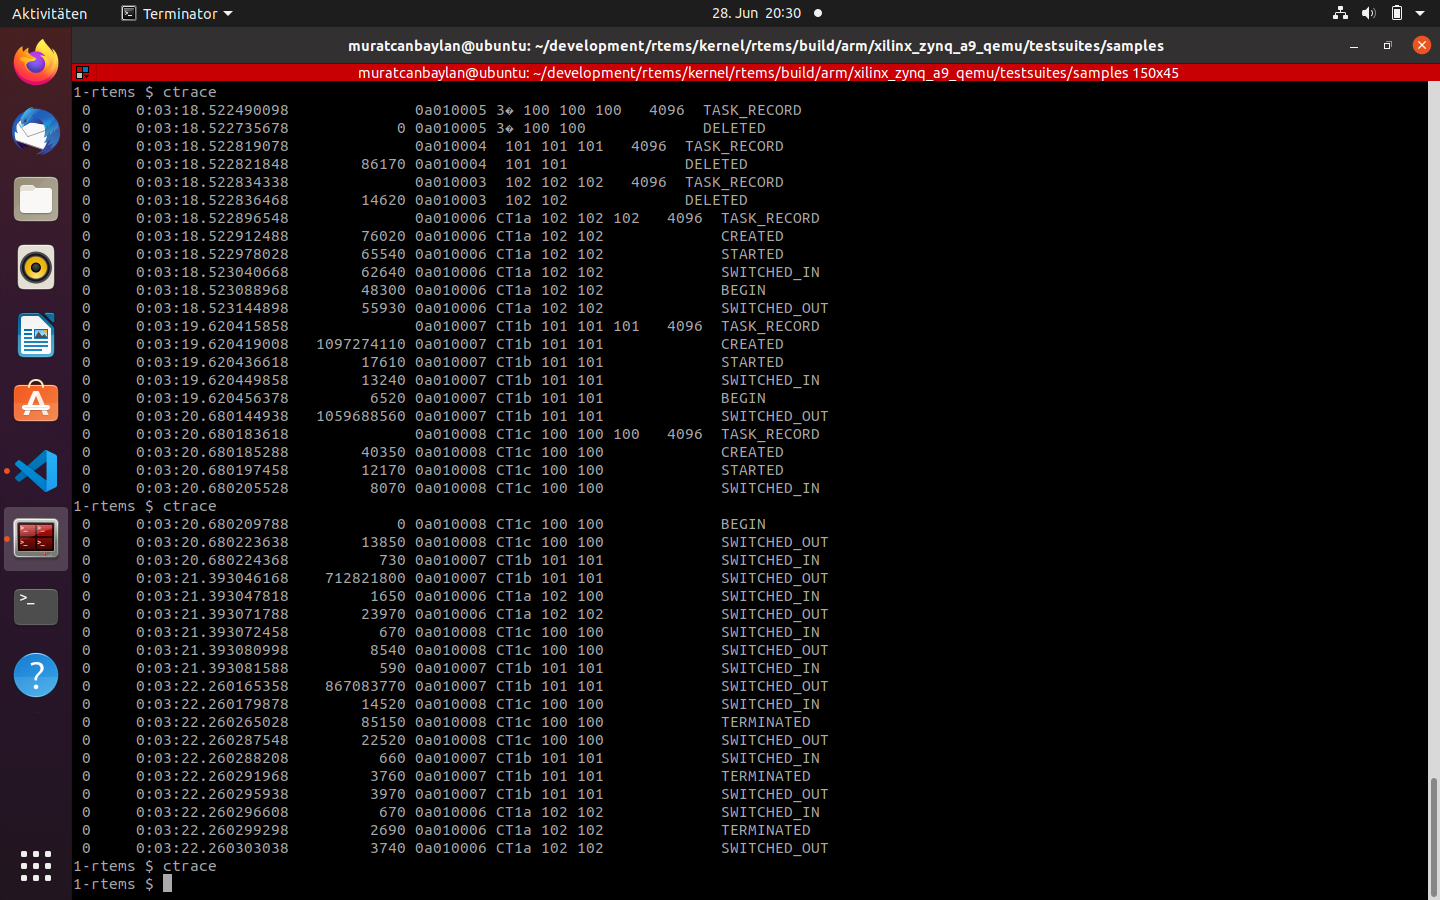 Aktivitäten Terminator 28. Jun 20:30
muratcanbaylan@ubuntu: ~/development/rtems/kernel/rtems/build/arm/xilinx_zynq_a9_qemu/testsuites/samples
muratcanbaylan@ubuntu: ~/development/rtems/kernel/rtems/build/arm/xilinx_zynq_a9_qemu/testsuites/samples 150x45
1-rtems $ ctrace
0 0:03:18.522490098 0a010005 3� 100 100 100 4096 TASK_RECORD
0 0:03:18.522735678 0 0a010005 3� 100 100 DELETED
0 0:03:18.522819078 0a010004 101 101 101 4096 TASK_RECORD
0 0:03:18.522821848 86170 0a010004 101 101 DELETED
0 0:03:18.522834338 0a010003 102 102 102 4096 TASK_RECORD
0 0:03:18.522836468 14620 0a010003 102 102 DELETED
0 0:03:18.522896548 0a010006 CT1a 102 102 102 4096 TASK_RECORD
0 0:03:18.522912488 76020 0a010006 CT1a 102 102 CREATED
0 0:03:18.522978028 65540 0a010006 CT1a 102 102 STARTED
0 0:03:18.523040668 62640 0a010006 CT1a 102 102 SWITCHED_IN
0 0:03:18.523088968 48300 0a010006 CT1a 102 102 BEGIN
0 0:03:18.523144898 55930 0a010006 CT1a 102 102 SWITCHED_OUT
0 0:03:19.620415858 0a010007 CT1b 101 101 101 4096 TASK_RECORD
0 0:03:19.620419008 1097274110 0a010007 CT1b 101 101 CREATED
0 0:03:19.620436618 17610 0a010007 CT1b 101 101 STARTED
0 0:03:19.620449858 13240 0a010007 CT1b 101 101 SWITCHED_IN
0 0:03:19.620456378 6520 0a010007 CT1b 101 101 BEGIN
0 0:03:20.680144938 1059688560 0a010007 CT1b 101 101 SWITCHED_OUT
0 0:03:20.680183618 0a010008 CT1c 100 100 100 4096 TASK_RECORD
0 0:03:20.680185288 40350 0a010008 CT1c 100 100 CREATED
0 0:03:20.680197458 12170 0a010008 CT1c 100 100 STARTED
0 0:03:20.680205528 8070 0a010008 CT1c 100 100 SWITCHED_IN
1-rtems $ ctrace
0 0:03:20.680209788 0 0a010008 CT1c 100 100 BEGIN
0 0:03:20.680223638 13850 0a010008 CT1c 100 100 SWITCHED_OUT
0 0:03:20.680224368 730 0a010007 CT1b 101 101 SWITCHED_IN
0 0:03:21.393046168 712821800 0a010007 CT1b 101 101 SWITCHED_OUT
0 0:03:21.393047818 1650 0a010006 CT1a 102 100 SWITCHED_IN
0 0:03:21.393071788 23970 0a010006 CT1a 102 102 SWITCHED_OUT
0 0:03:21.393072458 670 0a010008 CT1c 100 100 SWITCHED_IN
0 0:03:21.393080998 8540 0a010008 CT1c 100 100 SWITCHED_OUT
0 0:03:21.393081588 590 0a010007 CT1b 101 101 SWITCHED_IN
0 0:03:22.260165358 867083770 0a010007 CT1b 101 101 SWITCHED_OUT
0 0:03:22.260179878 14520 0a010008 CT1c 100 100 SWITCHED_IN
0 0:03:22.260265028 85150 0a010008 CT1c 100 100 TERMINATED
0 0:03:22.260287548 22520 0a010008 CT1c 100 100 SWITCHED_OUT
0 0:03:22.260288208 660 0a010007 CT1b 101 101 SWITCHED_IN
0 0:03:22.260291968 3760 0a010007 CT1b 101 101 TERMINATED
0 0:03:22.260295938 3970 0a010007 CT1b 101 101 SWITCHED_OUT
0 0:03:22.260296608 670 0a010006 CT1a 102 102 SWITCHED_IN
0 0:03:22.260299298 2690 0a010006 CT1a 102 102 TERMINATED
0 0:03:22.260303038 3740 0a010006 CT1a 102 102 SWITCHED_OUT
1-rtems $ ctrace
1-rtems $